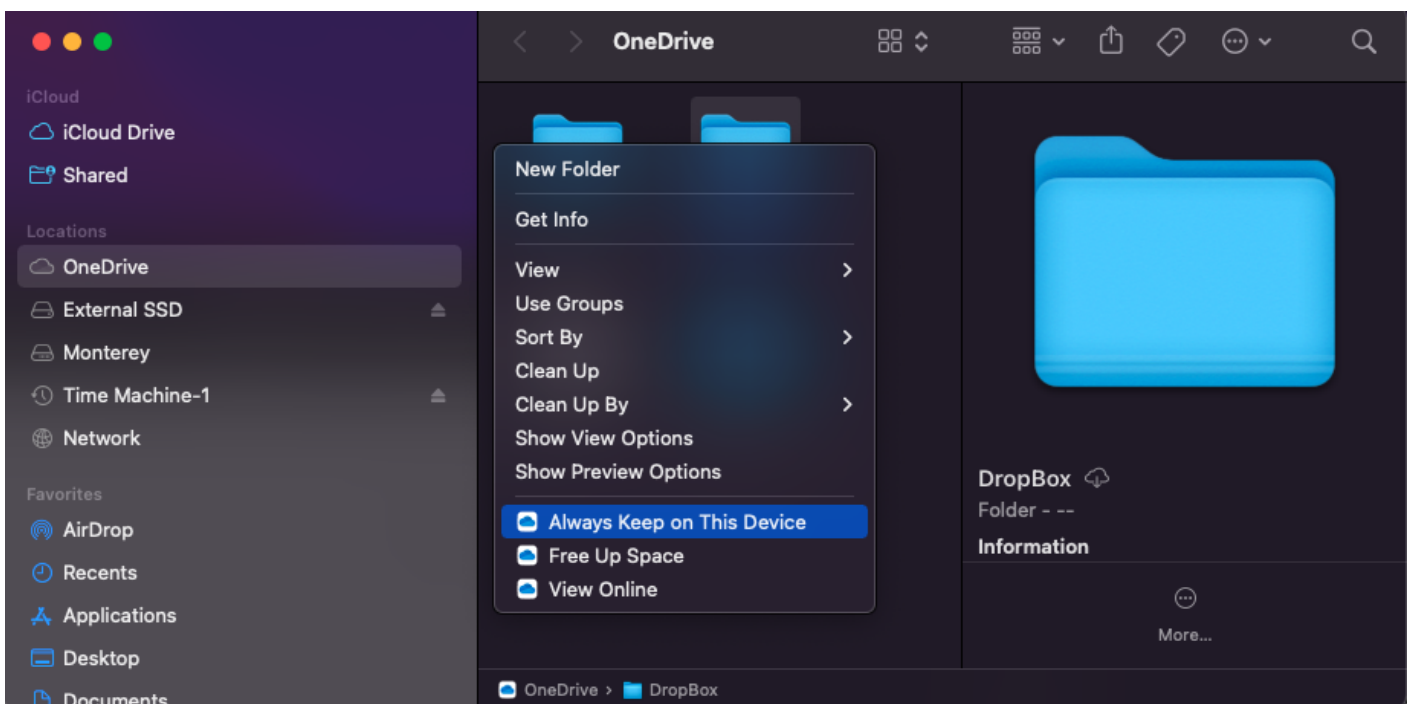 iCloud
iCloud Drive
Shared
Locations
OneDrive
External SSD
Monterey
Time Machine-1
Network
Favorites
AirDrop
Recents
Applications
Desktop
Documents
OneDrive
New Folder
Get Info
View
Use Groups
Sort By
Clean Up
Clean Up By
Show View Options
Show Preview Options
Always Keep on This Device
Free Up Space
View Online
DropBox
Folder - --
Information
More...
OneDrive › DropBox